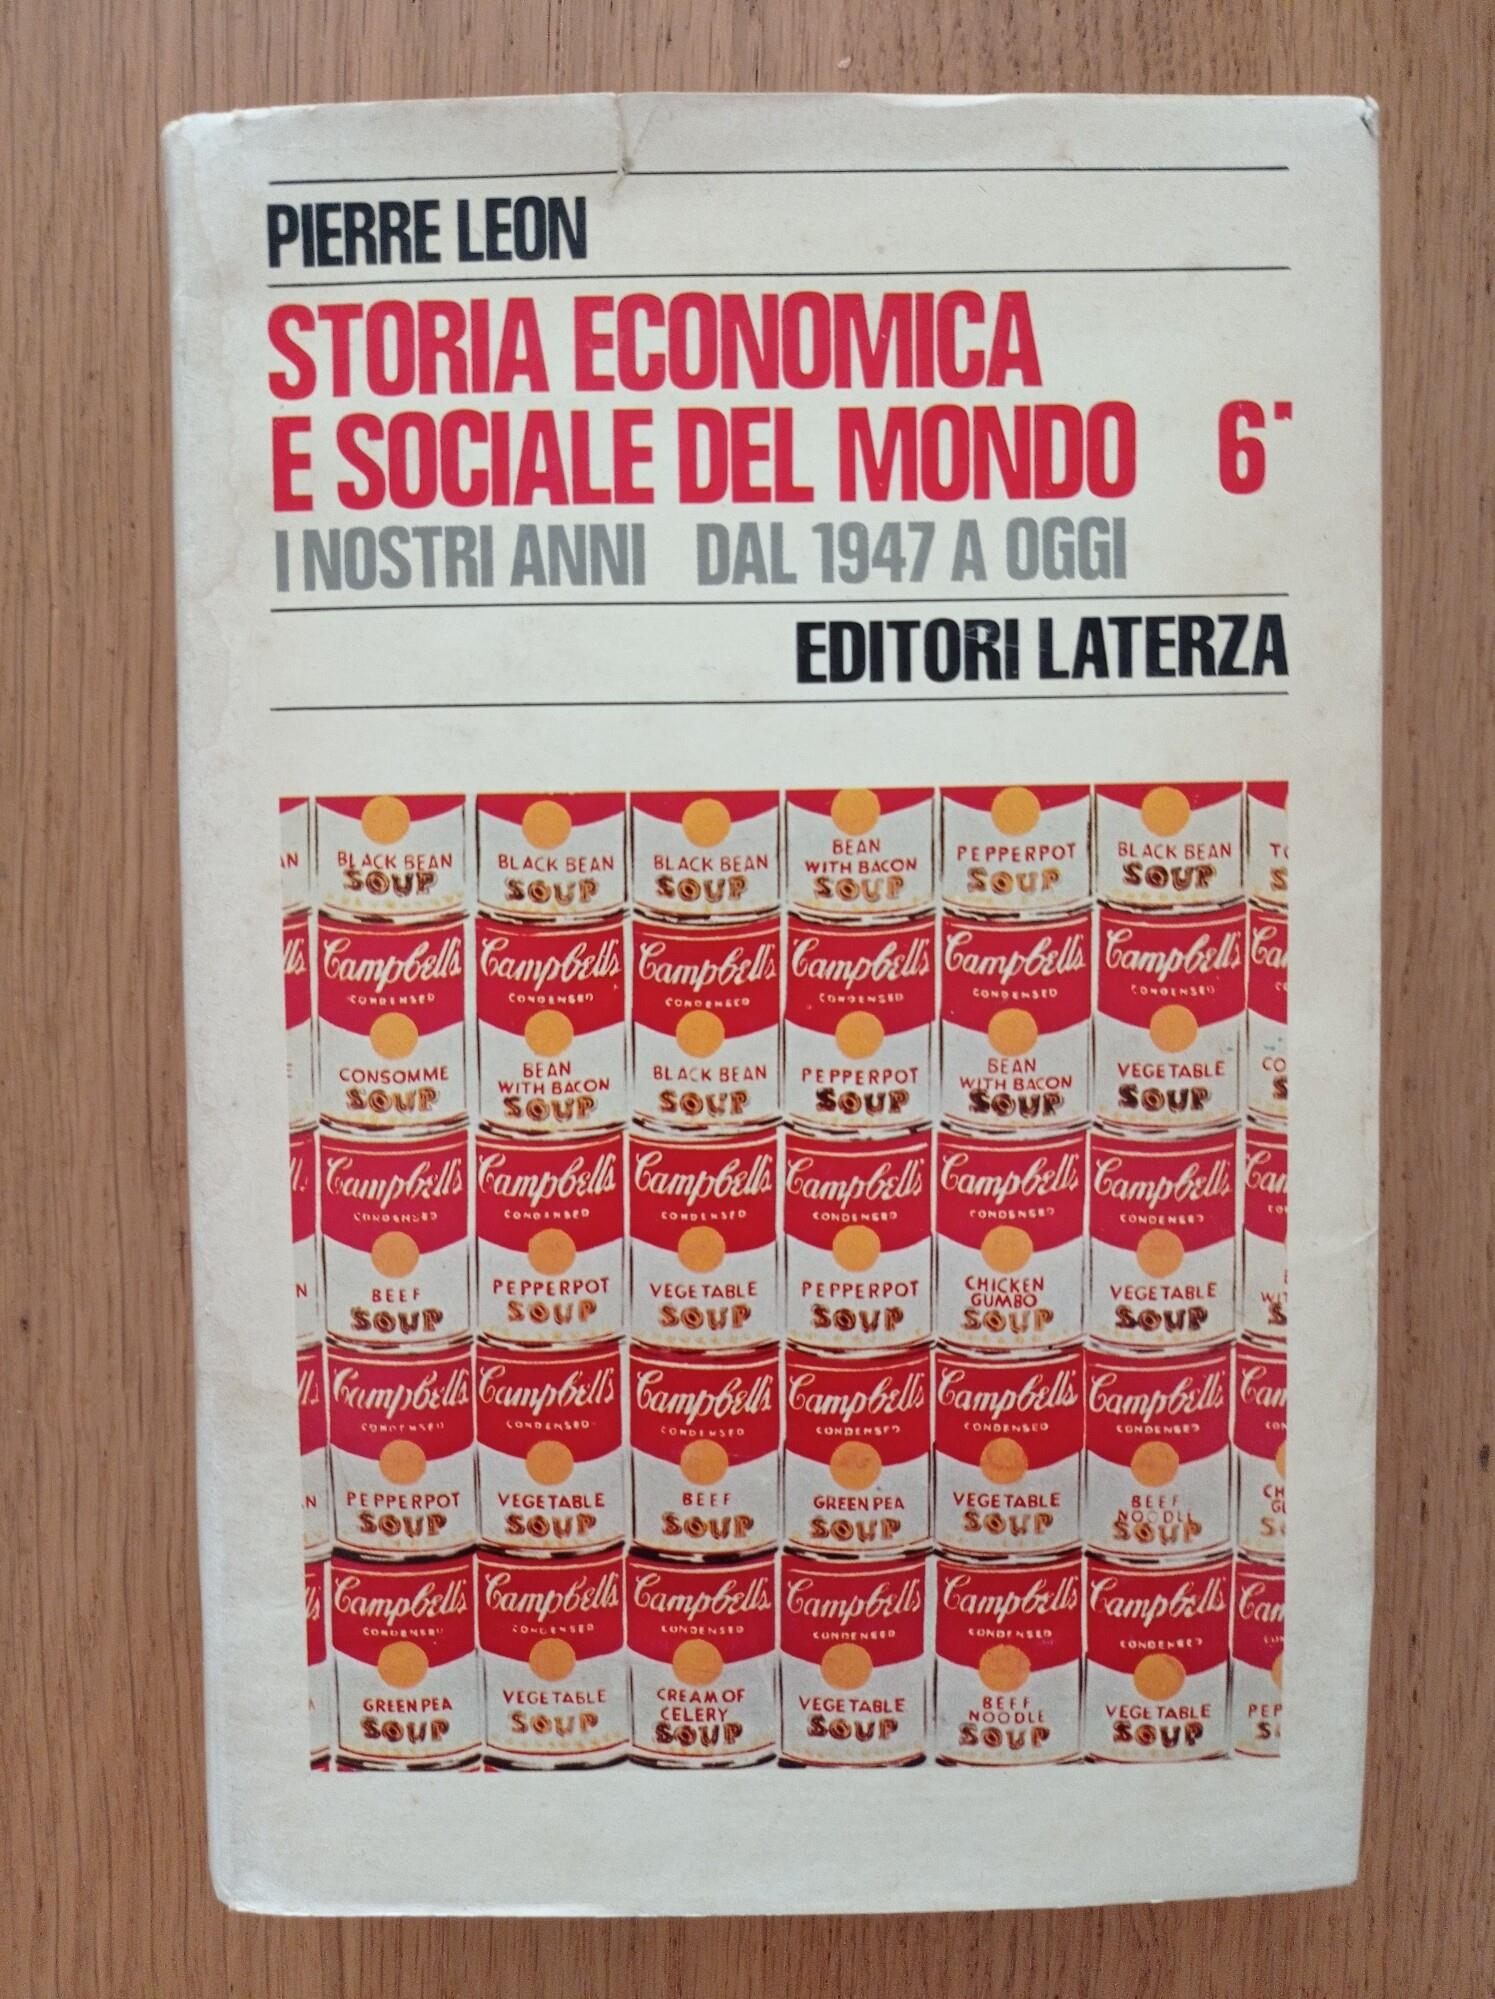 PIERRE LEON
STORIA ECONOMICA
E SOCIALE DEL MONDO 6**
I NOSTRI ANNI DAL 1947 A OGGI
EDITORI LATERZA
BLACK BEAN BLACK BEAN BLACK BEAN BEAN WITH BACON PEPPERPOT BLACK BEAN
SOUP SOUP SOUP SOUP SOUP SOUP
Campbell's Campbell's Campbell's Campbell's Campbell's Campbell's
CONDENSED CONDENSED CONDENSED CONDENSED CONDENSED CONDENSED
CONSOMME BEAN WITH BACON BLACK BEAN PEPPERPOT BEAN WITH BACON VEGETABLE
SOUP SOUP SOUP SOUP SOUP SOUP
Campbell's Campbell's Campbell's Campbell's Campbell's Campbell's
CONDENSED CONDENSED CONDENSED CONDENSED CONDENSED CONDENSED
BEEF PEPPERPOT VEGETABLE PEPPERPOT CHICKEN GUMBO VEGETABLE
SOUP SOUP SOUP SOUP SOUP SOUP
Campbell's Campbell's Campbell's Campbell's Campbell's Campbell's
CONDENSED CONDENSED CONDENSED CONDENSED CONDENSED CONDENSED
PEPPERPOT VEGETABLE BEEF GREEN PEA VEGETABLE BEEF NOODLE
SOUP SOUP SOUP SOUP SOUP SOUP
Campbell's Campbell's Campbell's Campbell's Campbell's Campbell's
CONDENSED CONDENSED CONDENSED CONDENSED CONDENSED CONDENSED
GREEN PEA VEGETABLE CREAM OF CELERY VEGETABLE BEEF NOODLE VEGETABLE
SOUP SOUP SOUP SOUP SOUP SOUP